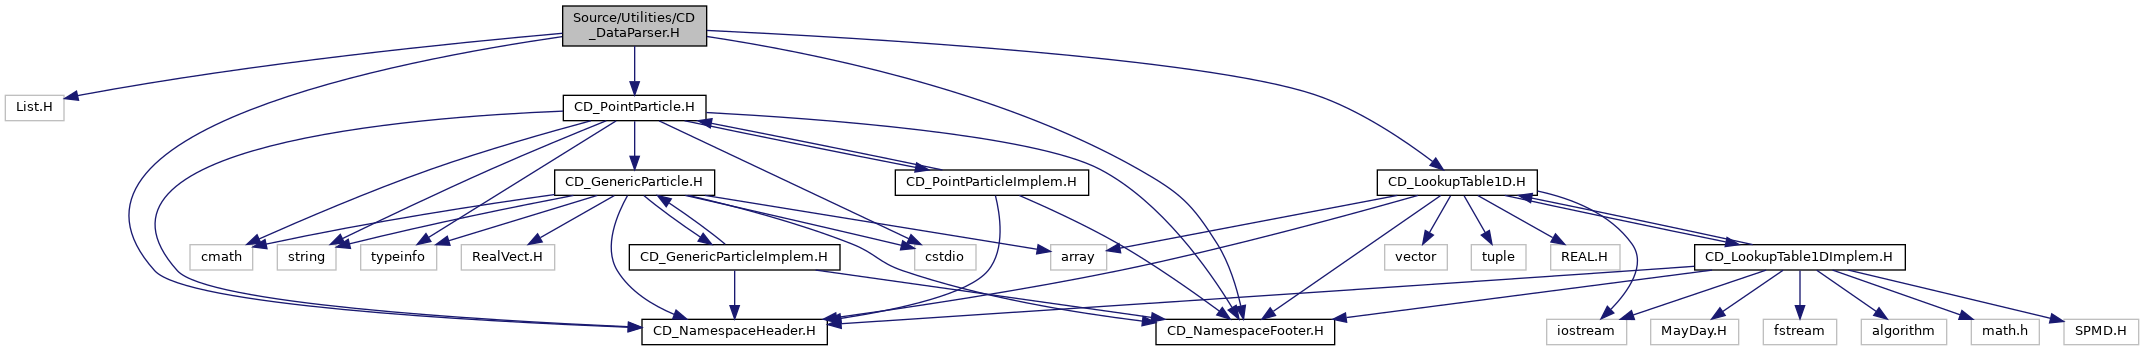 Source/Utilities/CD
_DataParser.H
List.H
CD_PointParticle.H
CD_GenericParticle.H
CD_PointParticleImplem.H
CD_LookupTable1D.H
cmath
string
typeinfo
RealVect.H
CD_GenericParticleImplem.H
cstdio
array
vector
tuple
REAL.H
CD_LookupTable1DImplem.H
CD_NamespaceHeader.H
CD_NamespaceFooter.H
iostream
MayDay.H
fstream
algorithm
math.h
SPMD.H